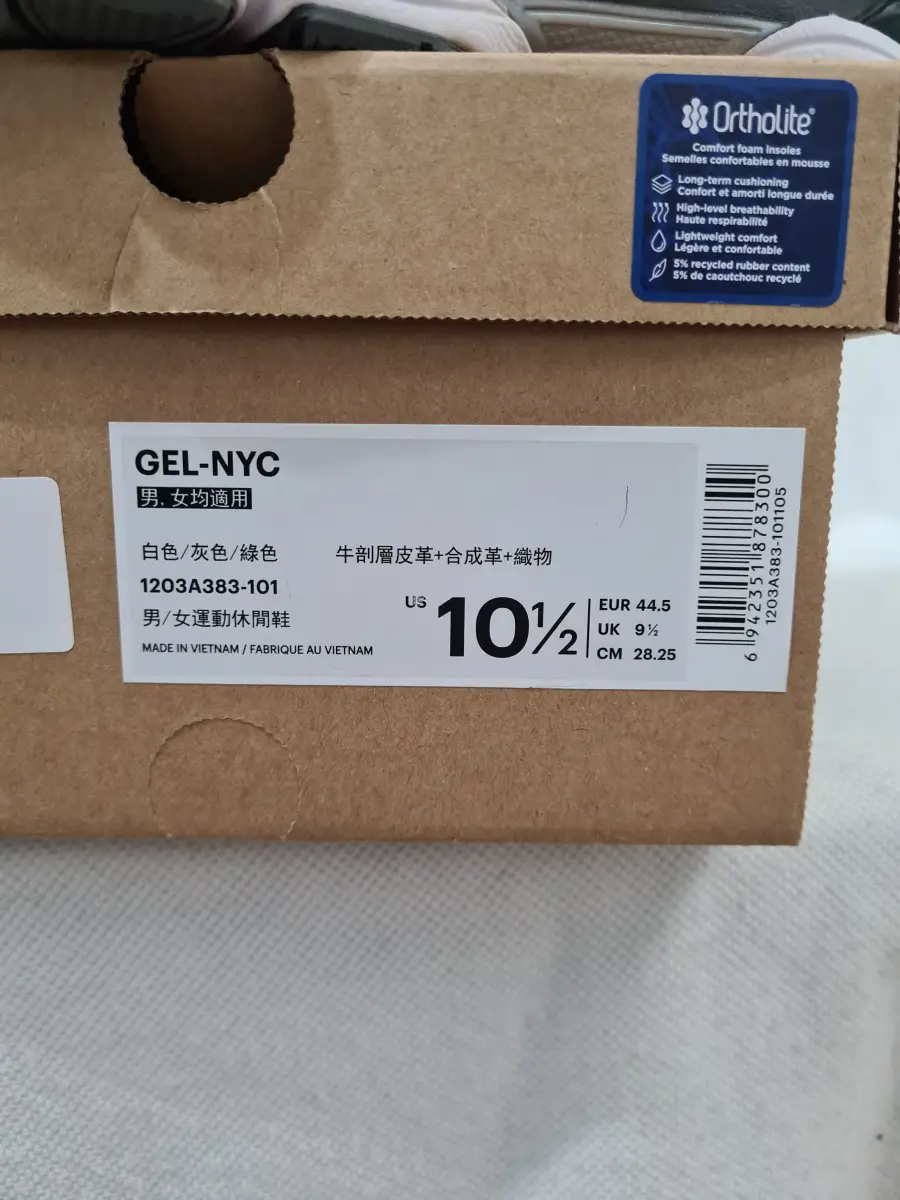 Ortholite®
Comfort foam insoles
Semelles confortables en mousse
Long-term cushioning
Confort et amorti longue durée
High-level breathability
Haute respirabilité
Lightweight comfort
Légère et confortable
5% recycled rubber content
5% de caoutchouc recyclé
GEL-NYC
男, 女均適用
白色/灰色/綠色
牛剖層皮革+合成革+織物
1203A383-101
男/女運動休閒鞋
MADE IN VIETNAM / FABRIQUE AU VIETNAM
US 10½
EUR 44.5
UK 9½
CM 28.25
6 942351 878300
1203A383-101105